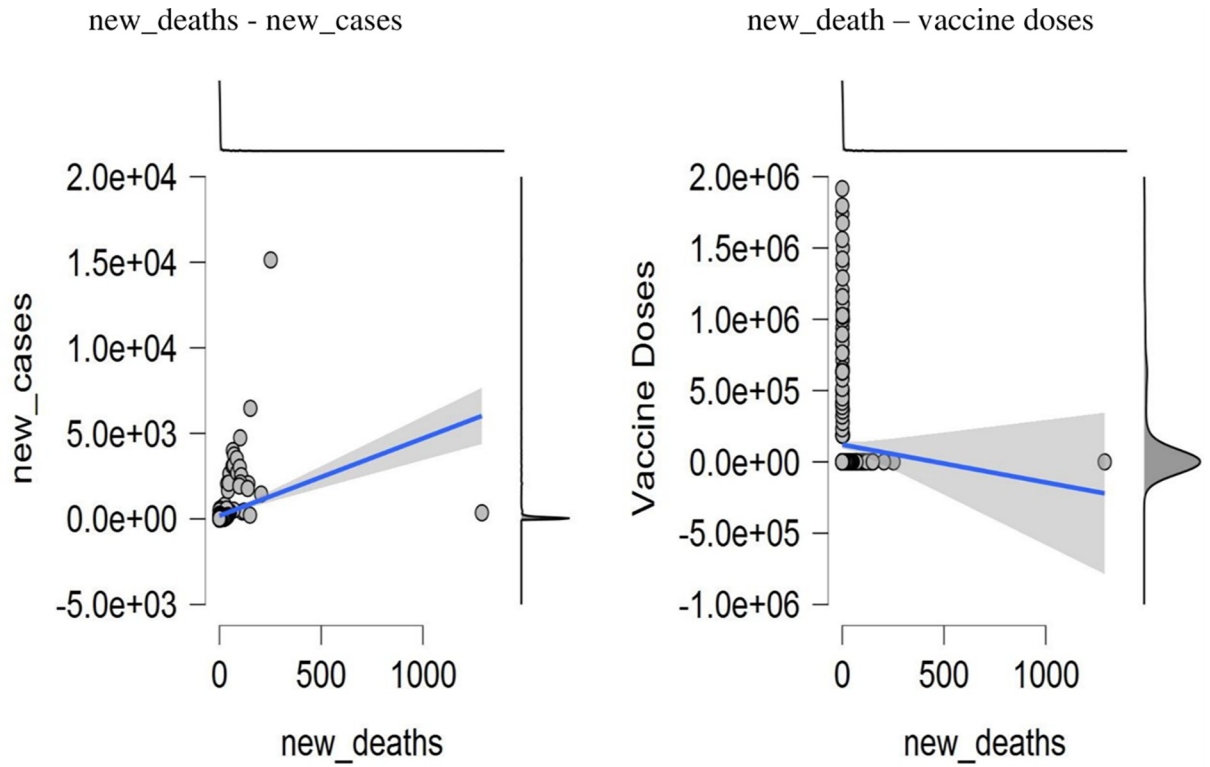 new_deaths - new_cases
2.0e+04
1.5e+04
1.0e+04
5.0e+03
0.0e+00
-5.0e+03
new_cases
0 500 1000
new_deaths
new_death – vaccine doses
2.0e+06
1.5e+06
1.0e+06
5.0e+05
0.0e+00
-5.0e+05
-1.0e+06
Vaccine Doses
0 500 1000
new_deaths